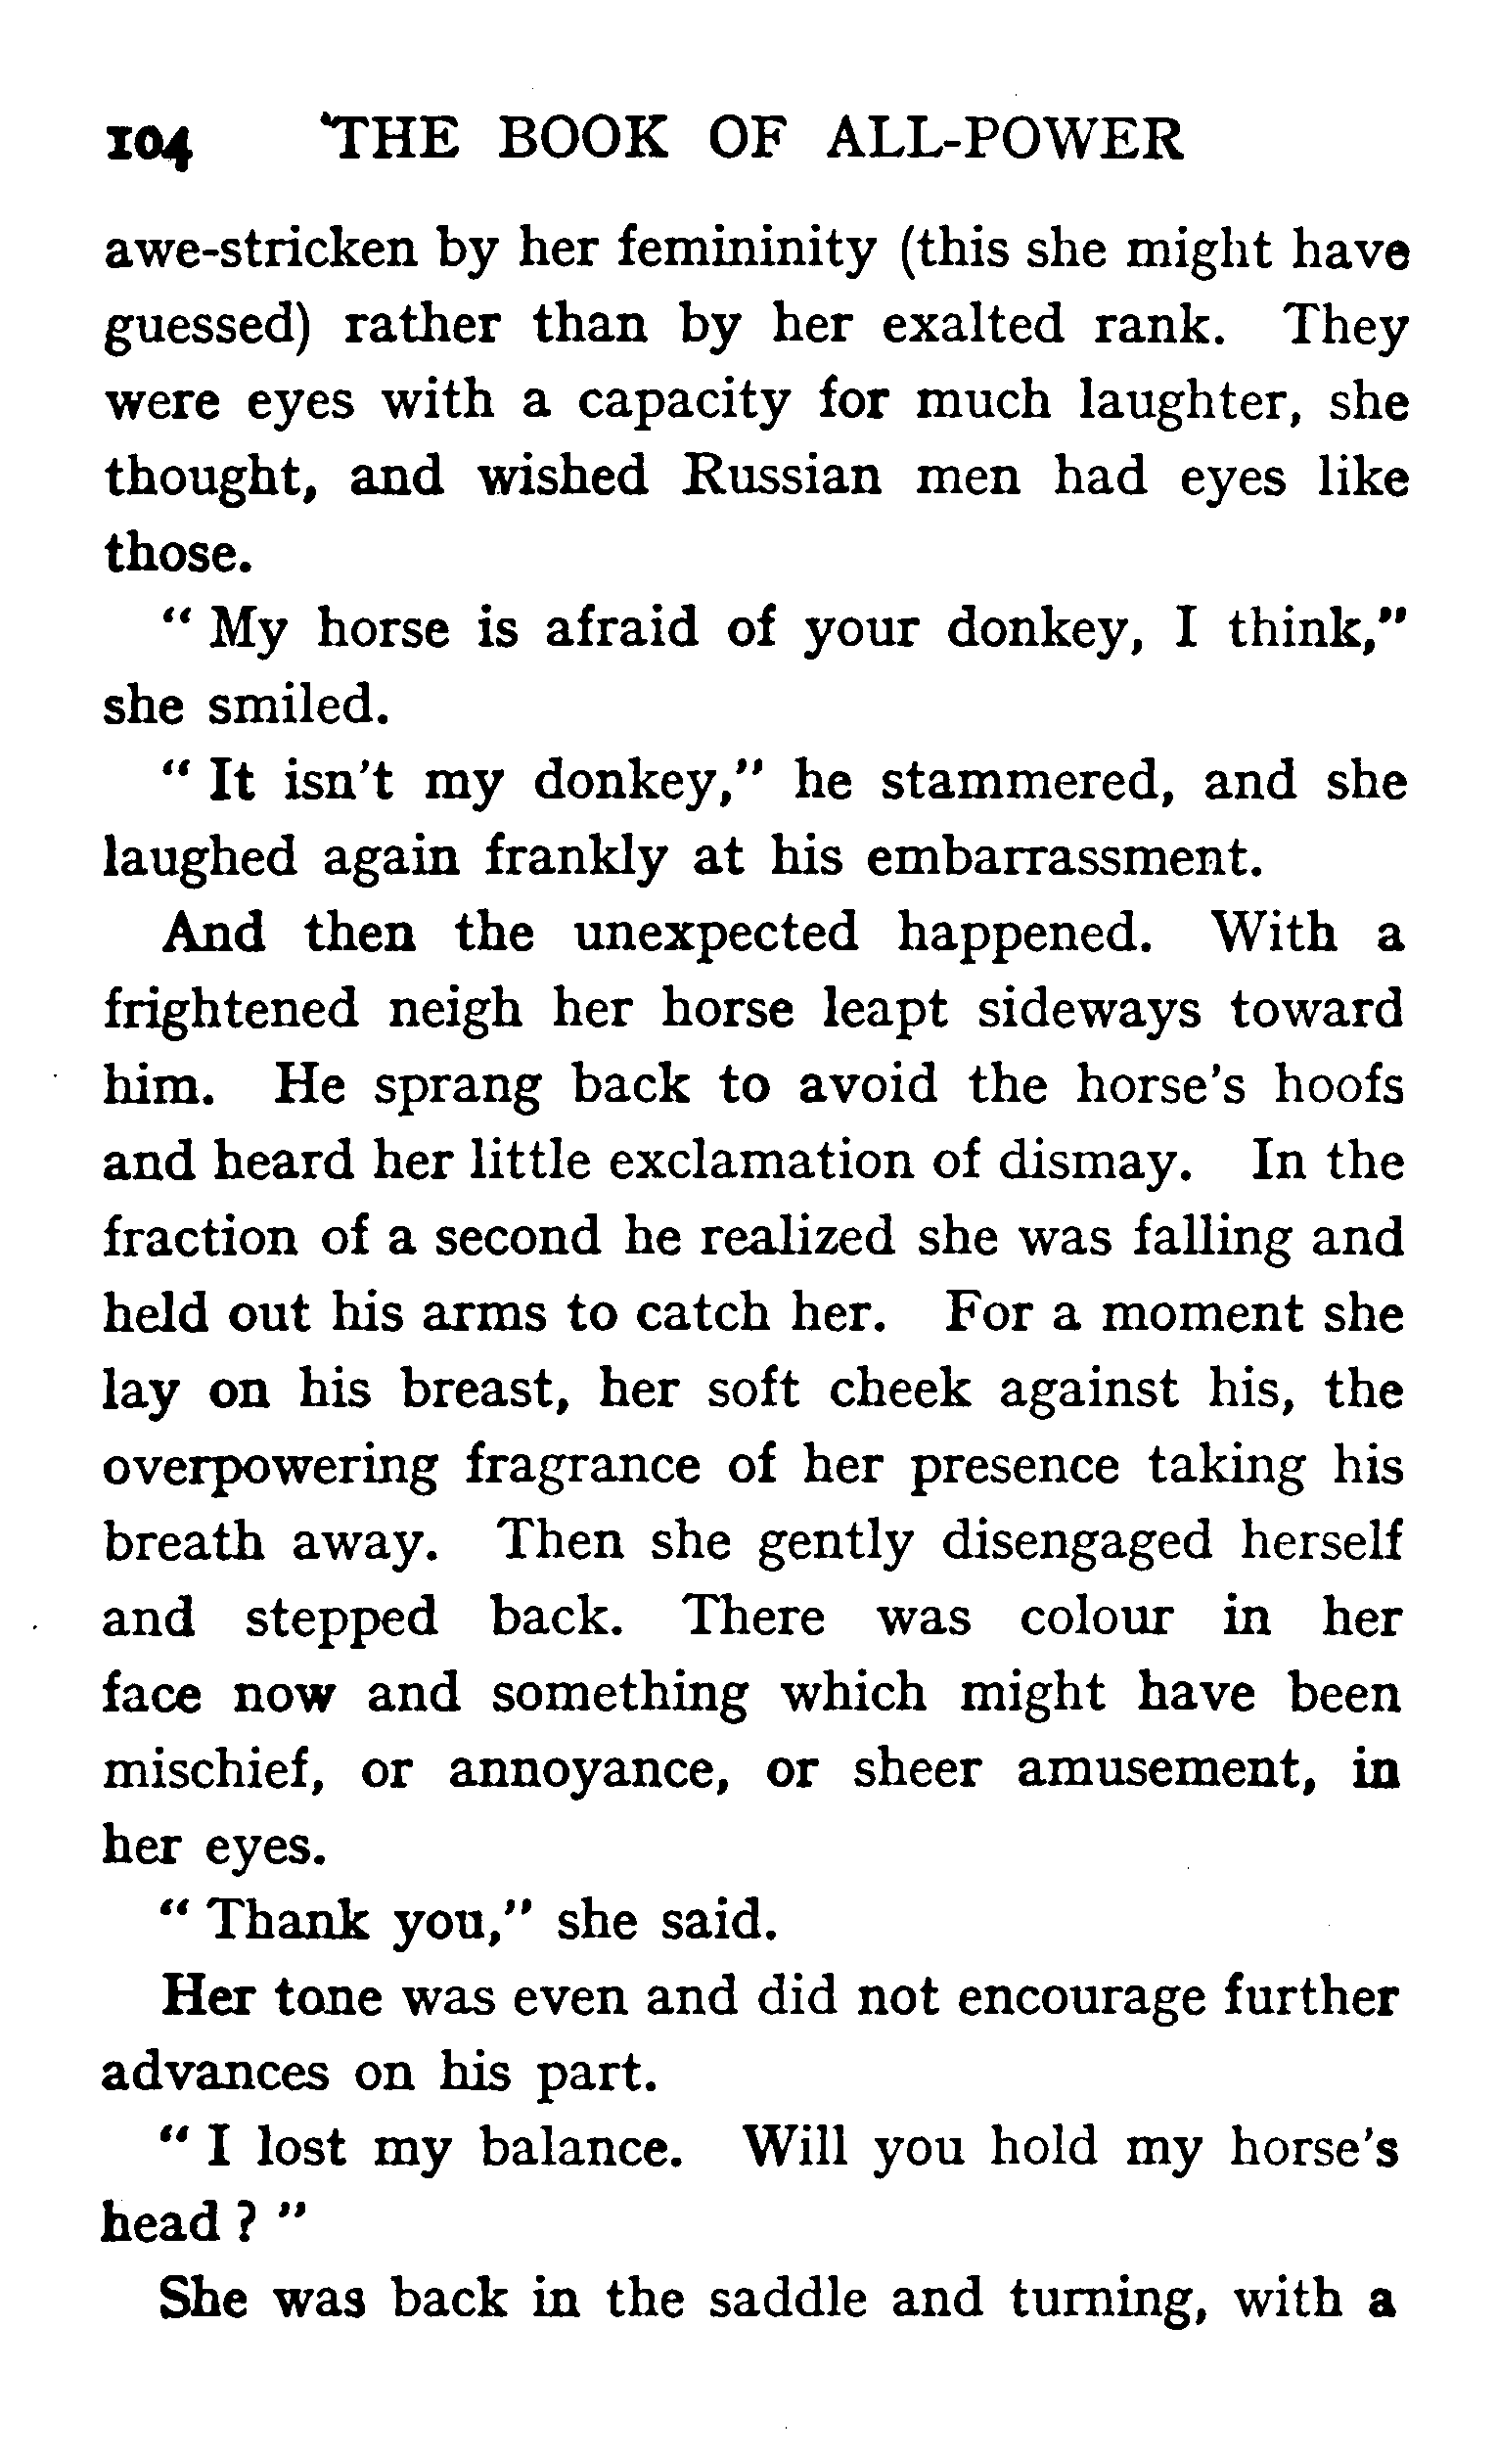 104 THE BOOK OF ALL-POWER
awe-stricken by her femininity (this she might have
guessed) rather than by her exalted rank. They
were eyes with a capacity for much laughter, she
thought, and wished Russian men had eyes like
those.
" My horse is afraid of your donkey, I think,"
she smiled.
" It isn't my donkey," he stammered, and she
laughed again frankly at his embarrassment.
And then the unexpected happened. With a
frightened neigh her horse leapt sideways toward
him. He sprang back to avoid the horse's hoofs
and heard her little exclamation of dismay. In the
fraction of a second he realized she was falling and
held out his arms to catch her. For a moment she
lay on his breast, her soft cheek against his, the
overpowering fragrance of her presence taking his
breath away. Then she gently disengaged herself
and stepped back. There was colour in her
face now and something which might have been
mischief, or annoyance, or sheer amusement, in
her eyes.
" Thank you," she said.
Her tone was even and did not encourage further
advances on his part.
" I lost my balance. Will you hold my horse's
head ? "
She was back in the saddle and turning, with a